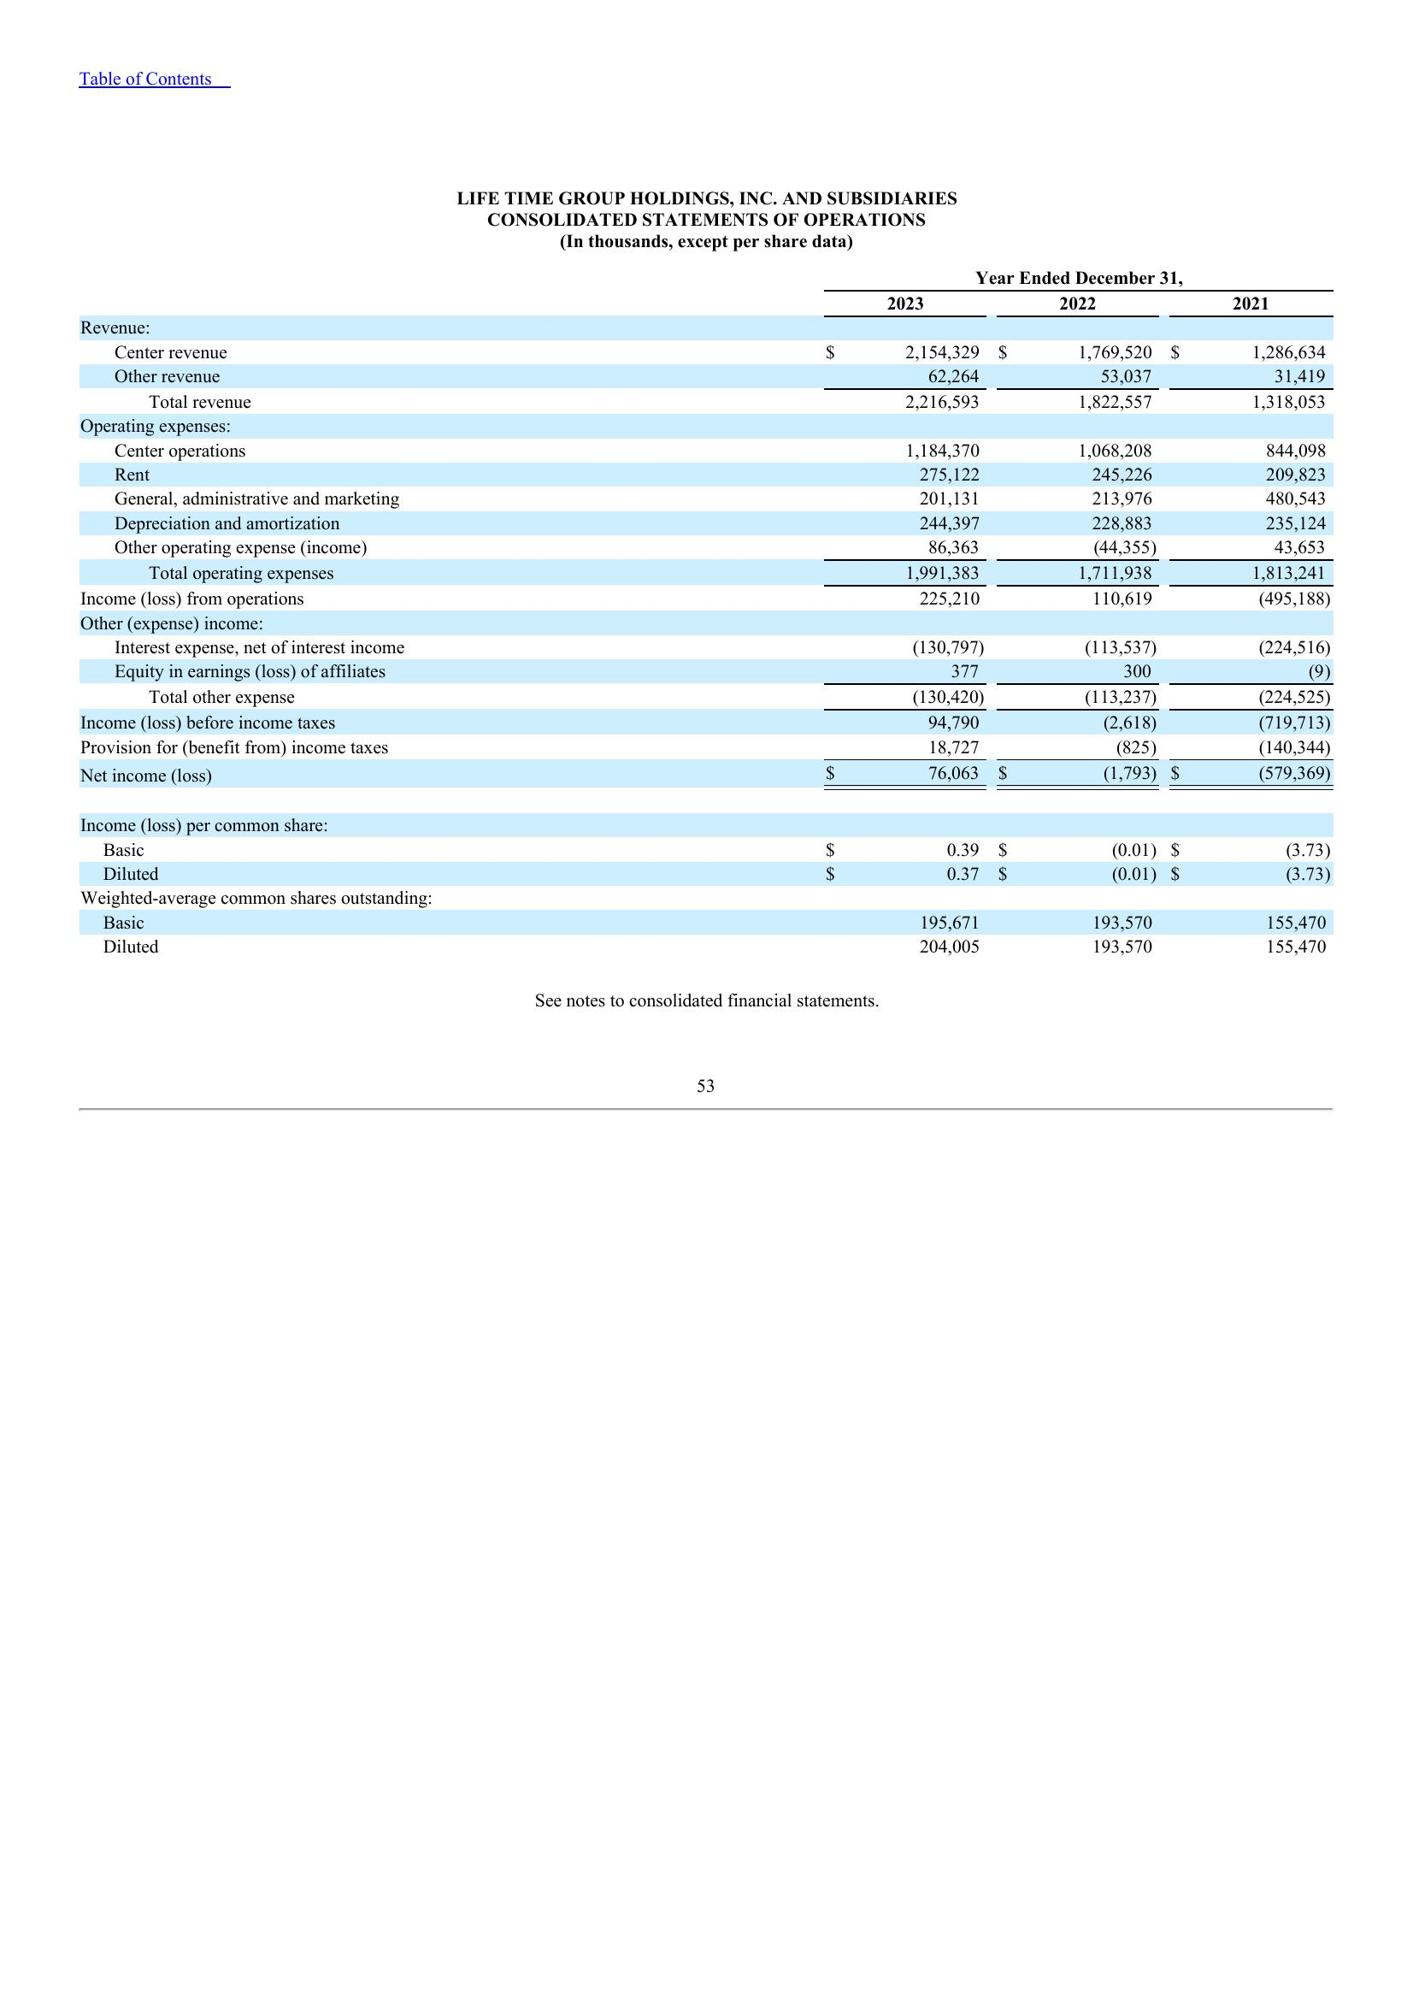 Table of Contents
LIFE TIME GROUP HOLDINGS, INC. AND SUBSIDIARIES
CONSOLIDATED STATEMENTS OF OPERATIONS
(In thousands, except per share data)
Year Ended December 31,
2023 2022 2021
Revenue:
Center revenue $ 2,154,329 $ 1,769,520 $ 1,286,634
Other revenue 62,264 53,037 31,419
Total revenue 2,216,593 1,822,557 1,318,053
Operating expenses:
Center operations 1,184,370 1,068,208 844,098
Rent 275,122 245,226 209,823
General, administrative and marketing 201,131 213,976 480,543
Depreciation and amortization 244,397 228,883 235,124
Other operating expense (income) 86,363 (44,355) 43,653
Total operating expenses 1,991,383 1,711,938 1,813,241
Income (loss) from operations 225,210 110,619 (495,188)
Other (expense) income:
Interest expense, net of interest income (130,797) (113,537) (224,516)
Equity in earnings (loss) of affiliates 377 300 (9)
Total other expense (130,420) (113,237) (224,525)
Income (loss) before income taxes 94,790 (2,618) (719,713)
Provision for (benefit from) income taxes 18,727 (825) (140,344)
Net income (loss) $ 76,063 $ (1,793) $ (579,369)
Income (loss) per common share:
Basic $ 0.39 $ (0.01) $ (3.73)
Diluted $ 0.37 $ (0.01) $ (3.73)
Weighted-average common shares outstanding:
Basic 195,671 193,570 155,470
Diluted 204,005 193,570 155,470
See notes to consolidated financial statements.
53